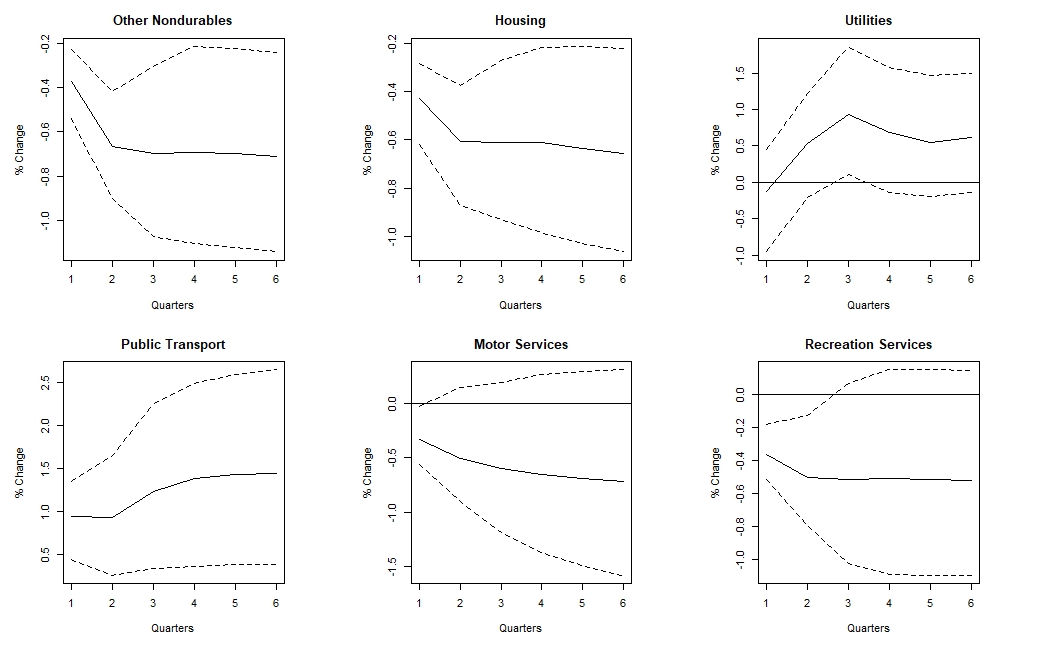 Other Nondurables
% Change
-0.2
-0.4
-0.6
-0.8
-1.0
1 2 3 4 5 6
Quarters
Housing
% Change
-0.2
-0.4
-0.6
-0.8
-1.0
1 2 3 4 5 6
Quarters
Utilities
% Change
1.5
1.0
0.5
0.0
-0.5
-1.0
1 2 3 4 5 6
Quarters
Public Transport
% Change
2.5
2.0
1.5
1.0
0.5
1 2 3 4 5 6
Quarters
Motor Services
% Change
0.0
-0.5
-1.0
-1.5
1 2 3 4 5 6
Quarters
Recreation Services
% Change
0.0
-0.2
-0.4
-0.6
-0.8
-1.0
1 2 3 4 5 6
Quarters